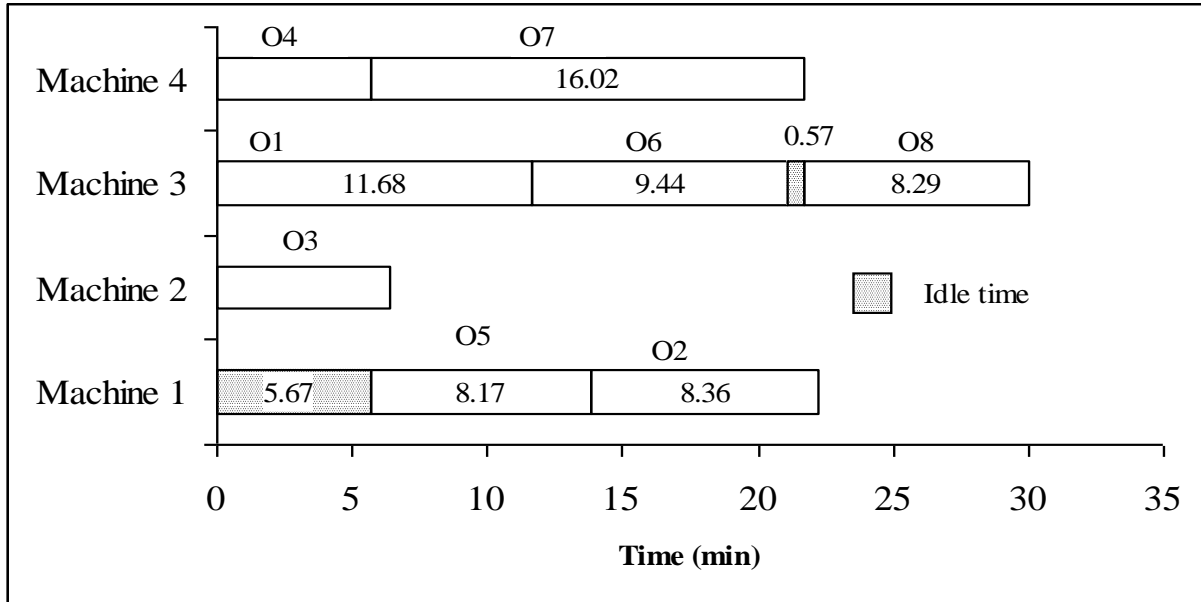 O4 O7
Machine 4 16.02
O1 O6 0.57 O8
Machine 3 11.68 9.44 8.29
O3
Machine 2 Idle time
O5 O2
Machine 1 5.67 8.17 8.36
0 5 10 15 20 25 30 35
Time (min)